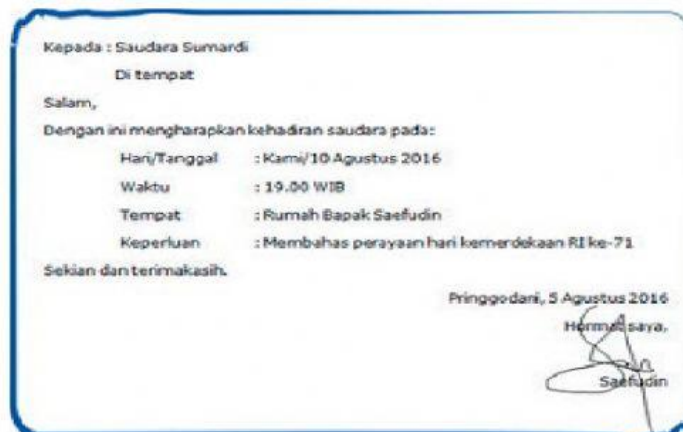 Kepada : Saudara Sumardi
Di tempat
Salam,
Dengan ini mengharapkan kehadiran saudara pada:
Hari/Tanggal : Kami/10 Agustus 2016
Waktu : 19.00 WIB
Tempat : Rumah Bapak Saefudin
Keperluan : Membahas perayaan hari kemerdekaan RI ke-71
Sekian dan terimakasih.
Pringgodani, 5 Agustus 2016
Hormat saya,
Saefudin